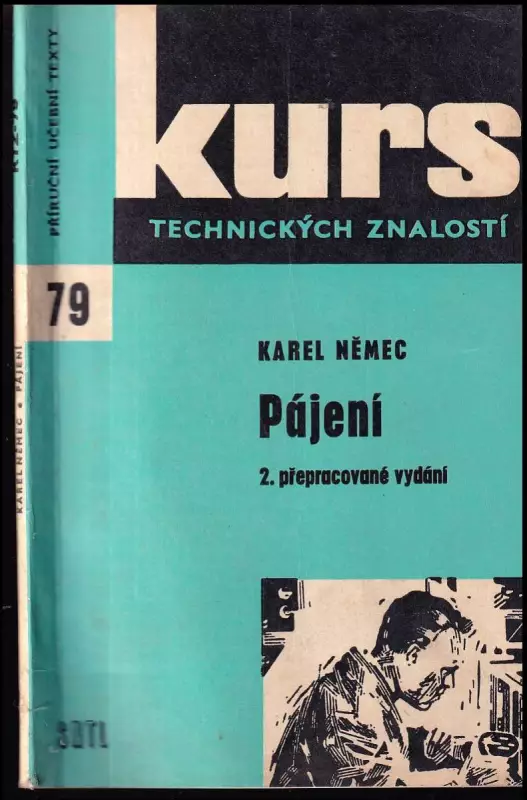 PŘÍRUČNÍ UČEBNÍ TEXTY
kurs
TECHNICKÝCH ZNALOSTÍ
79
KAREL NĚMEC
Pájení
2. přepracované vydání
SNTL
KAREL NĚMEC • PÁJENÍ